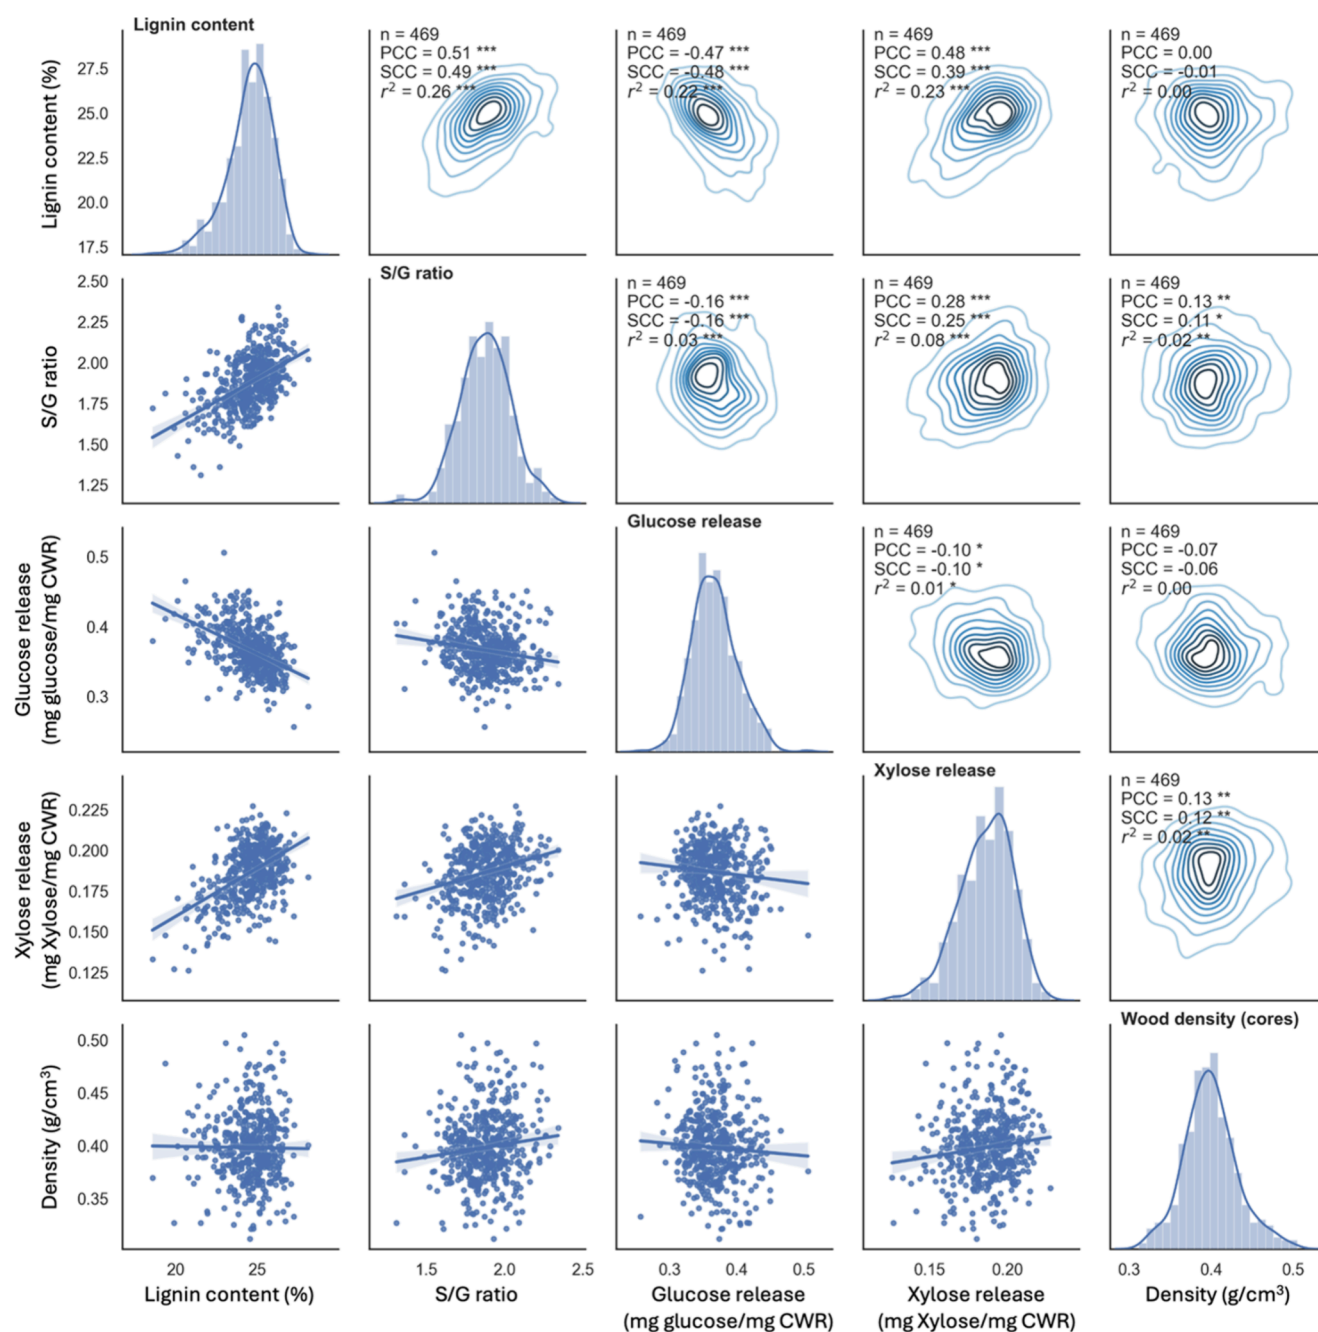 Lignin content
Lignin content (%)
27.5
25.0
22.5
20.0
17.5
n = 469
PCC = 0.51 ***
SCC = 0.49 ***
r² = 0.26 ***
n = 469
PCC = -0.47 ***
SCC = -0.48 ***
r² = 0.22 ***
n = 469
PCC = 0.48 ***
SCC = 0.39 ***
r² = 0.23 ***
n = 469
PCC = 0.00
SCC = -0.01
r² = 0.00
S/G ratio
S/G ratio
2.50
2.25
2.00
1.75
1.50
1.25
n = 469
PCC = -0.16 ***
SCC = -0.16 ***
r² = 0.03 ***
n = 469
PCC = 0.28 ***
SCC = 0.25 ***
r² = 0.08 ***
n = 469
PCC = 0.13 **
SCC = 0.11 *
r² = 0.02 **
Glucose release
Glucose release
(mg glucose/mg CWR)
0.5
0.4
0.3
n = 469
PCC = -0.10 *
SCC = -0.10 *
r² = 0.01 *
n = 469
PCC = -0.07
SCC = -0.06
r² = 0.00
Xylose release
Xylose release
(mg Xylose/mg CWR)
0.225
0.200
0.175
0.150
0.125
n = 469
PCC = 0.13 **
SCC = 0.12 **
r² = 0.02 **
Wood density (cores)
Density (g/cm³)
0.50
0.45
0.40
0.35
20 25
1.5 2.0 2.5
0.3 0.4 0.5
0.15 0.20
0.3 0.4 0.5
Lignin content (%)
S/G ratio
Glucose release
(mg glucose/mg CWR)
Xylose release
(mg Xylose/mg CWR)
Density (g/cm³)